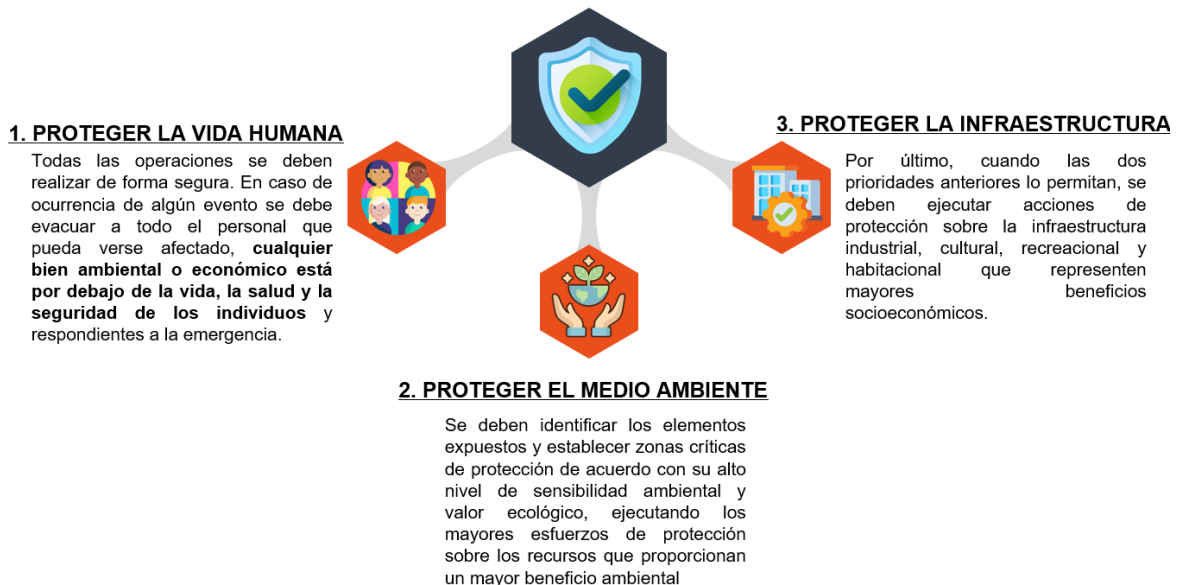 1. PROTEGER LA VIDA HUMANA
Todas las operaciones se deben
realizar de forma segura. En caso de
ocurrencia de algún evento se debe
evacuar a todo el personal que
pueda verse afectado, cualquier
bien ambiental o económico está
por debajo de la vida, la salud y la
seguridad de los individuos y
respondientes a la emergencia.
2. PROTEGER EL MEDIO AMBIENTE
Se deben identificar los elementos
expuestos y establecer zonas críticas
de protección de acuerdo con su alto
nivel de sensibilidad ambiental y
valor ecológico, ejecutando los
mayores esfuerzos de protección
sobre los recursos que proporcionan
un mayor beneficio ambiental
3. PROTEGER LA INFRAESTRUCTURA
Por último, cuando las dos
prioridades anteriores lo permitan, se
deben ejecutar acciones de
protección sobre la infraestructura
industrial, cultural, recreacional y
habitacional que representen
mayores beneficios
socioeconómicos.